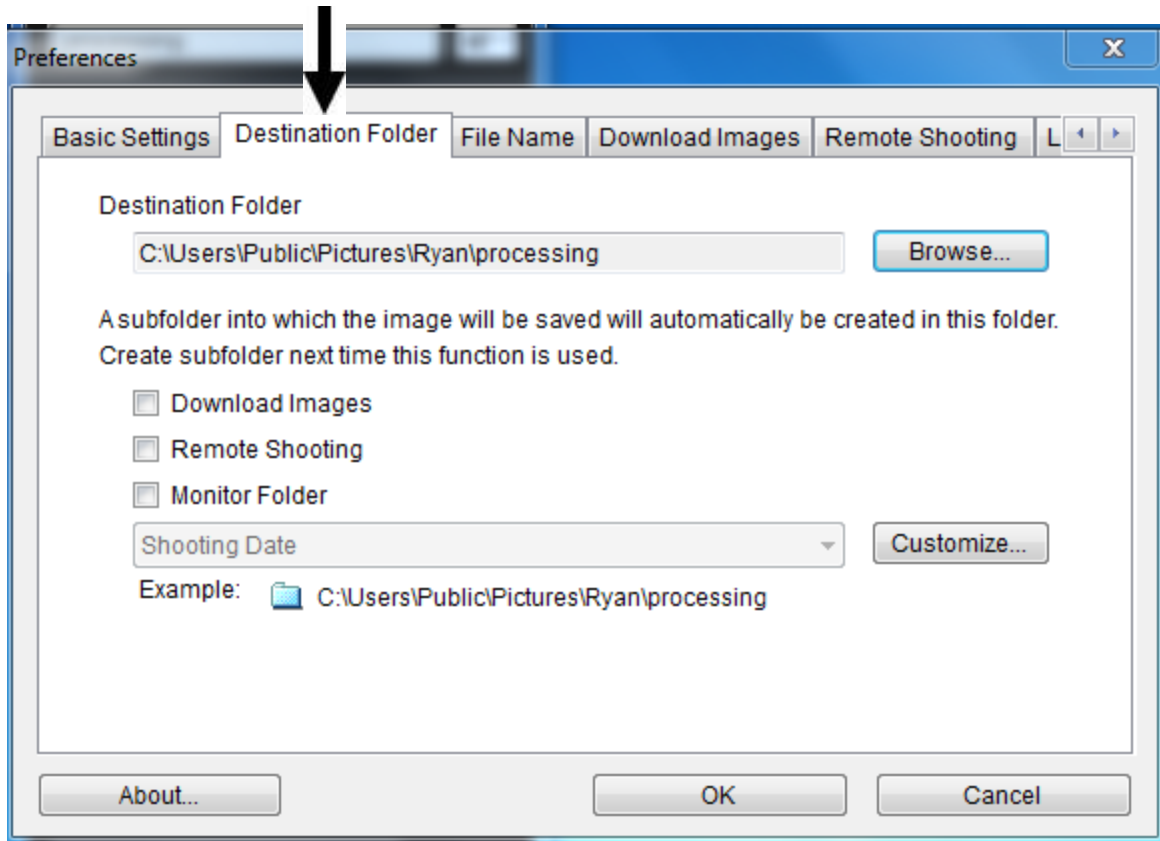 Preferences
Basic Settings Destination Folder File Name Download Images Remote Shooting L
Destination Folder
C:\Users\Public\Pictures\Ryan\processing Browse...
A subfolder into which the image will be saved will automatically be created in this folder.
Create subfolder next time this function is used.
Download Images
Remote Shooting
Monitor Folder
Shooting Date Customize...
Example: C:\Users\Public\Pictures\Ryan\processing
About... OK Cancel